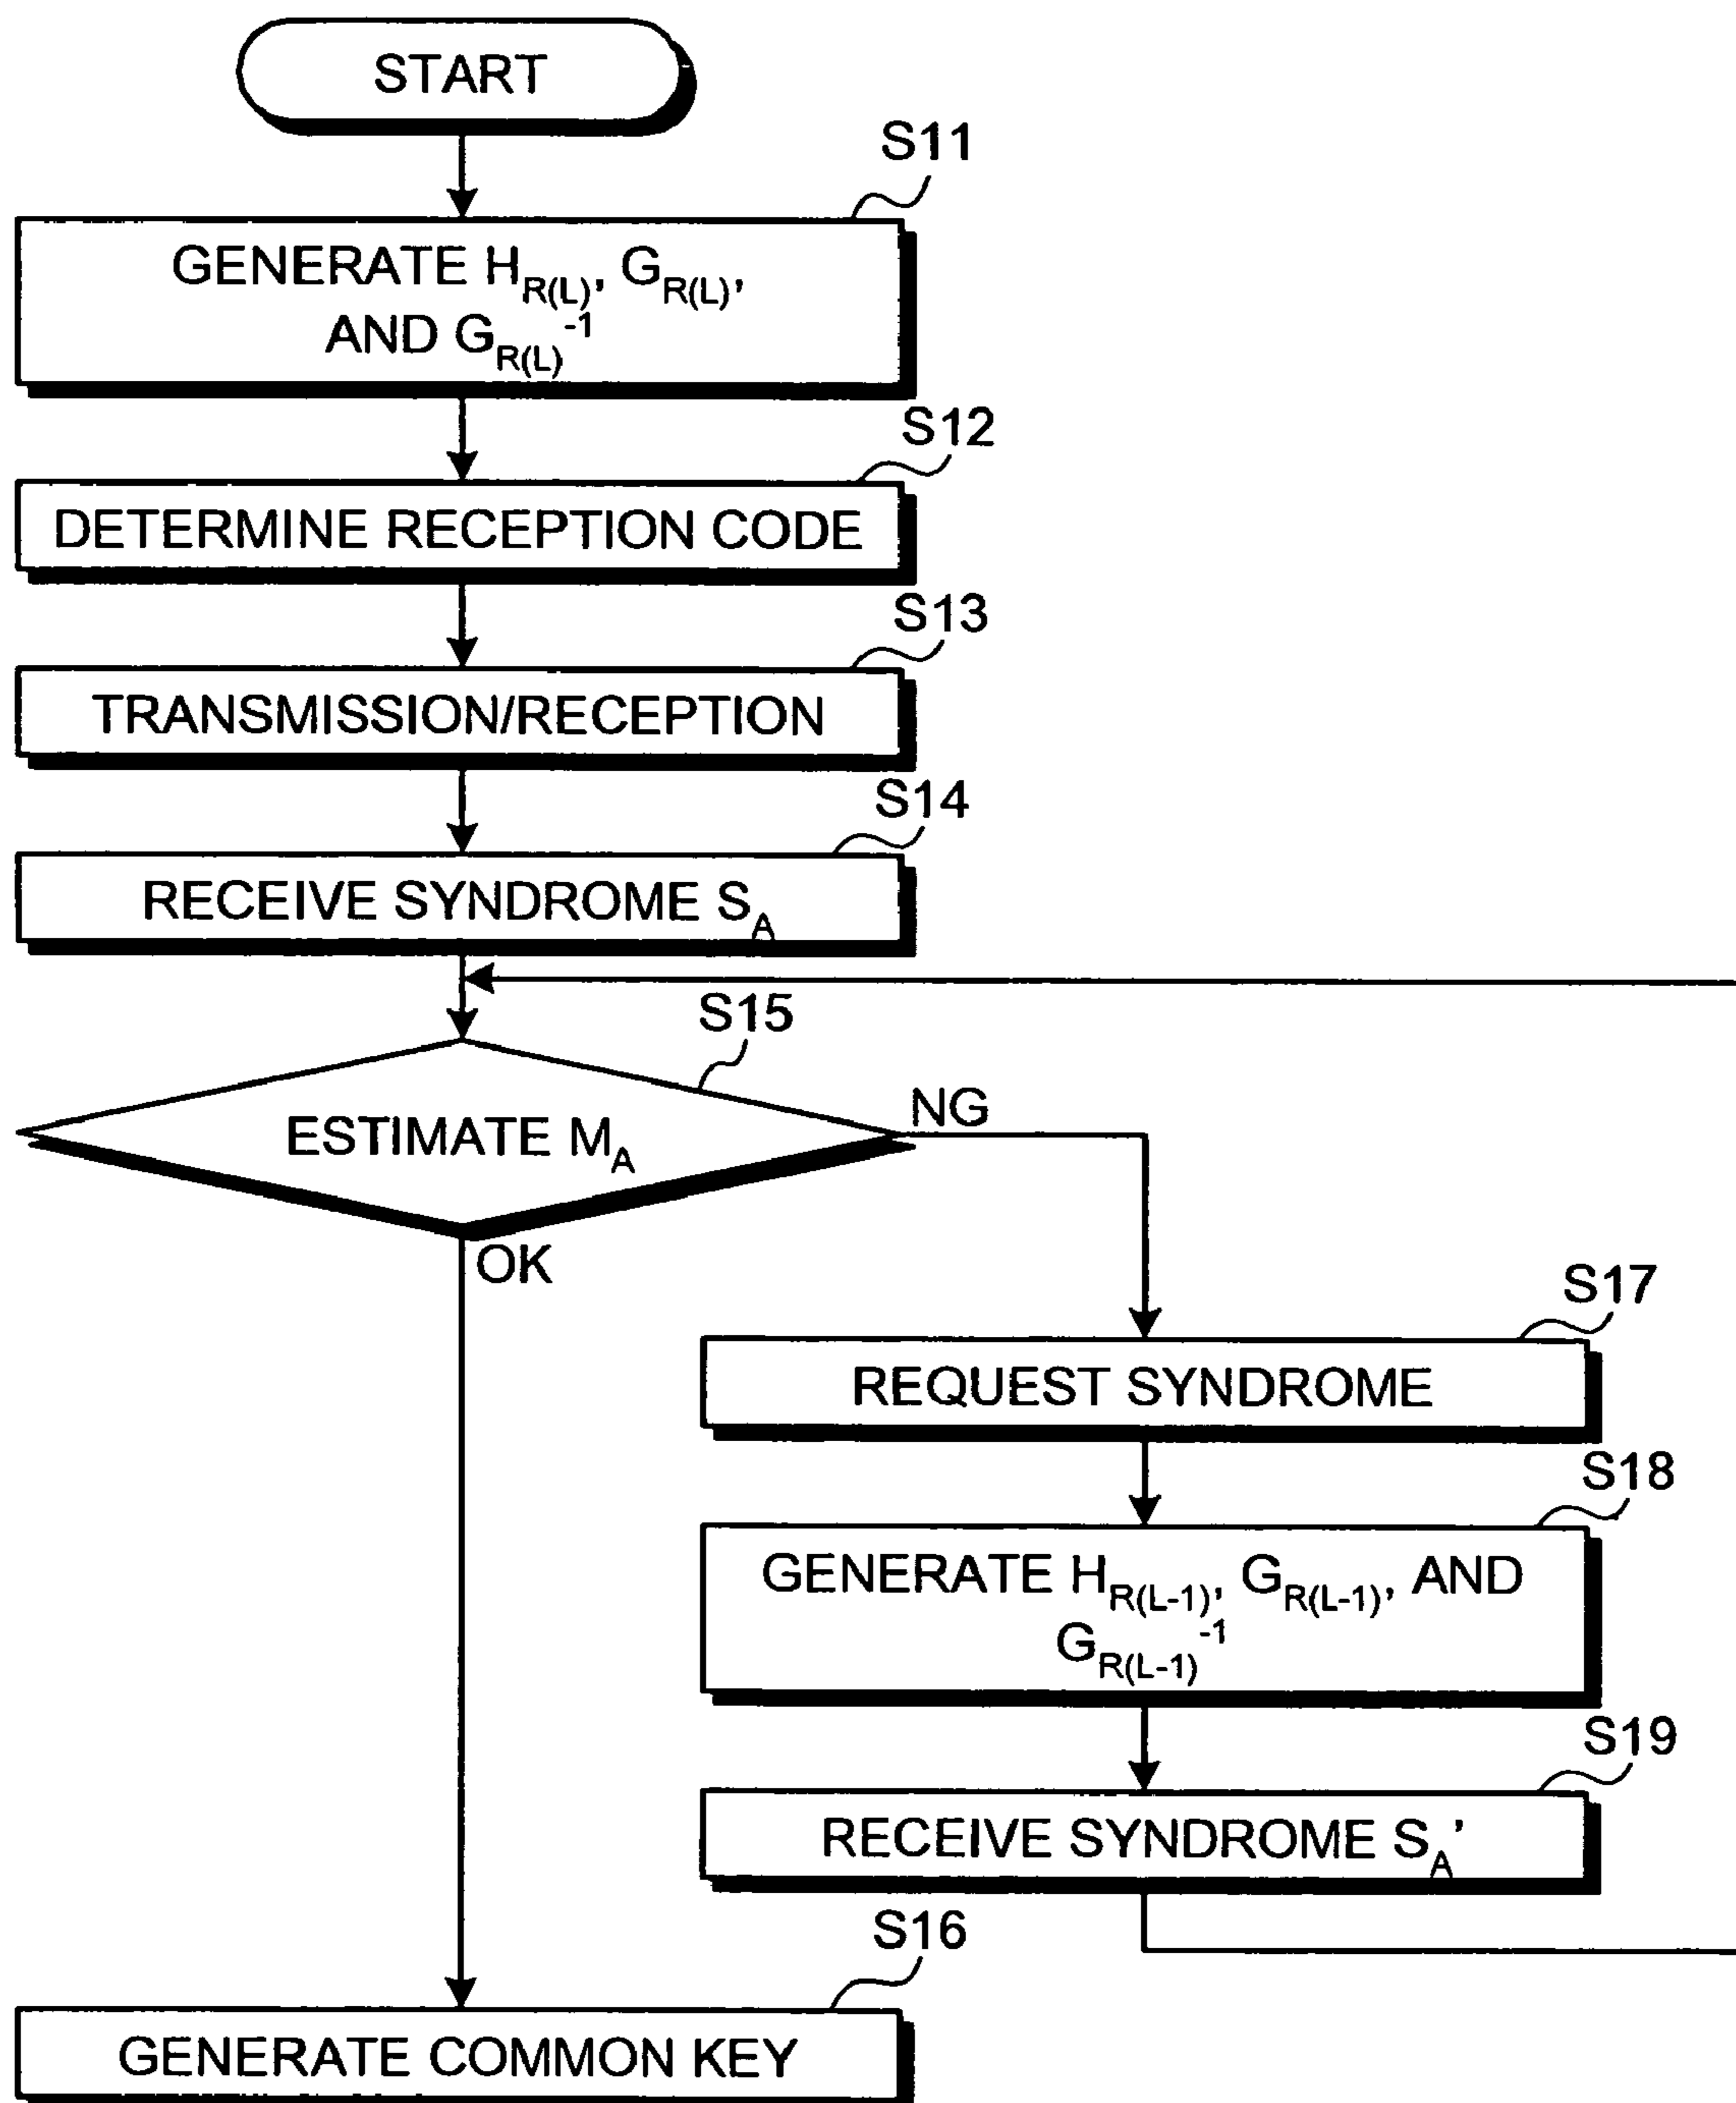 START
S11
GENERATE H_R(L), G_R(L),
AND G_R(L)^-1
S12
DETERMINE RECEPTION CODE
S13
TRANSMISSION/RECEPTION
S14
RECEIVE SYNDROME S_A
S15
ESTIMATE M_A
NG
OK
S17
REQUEST SYNDROME
S18
GENERATE H_R(L-1), G_R(L-1), AND
G_R(L-1)^-1
S19
RECEIVE SYNDROME S_A'
S16
GENERATE COMMON KEY